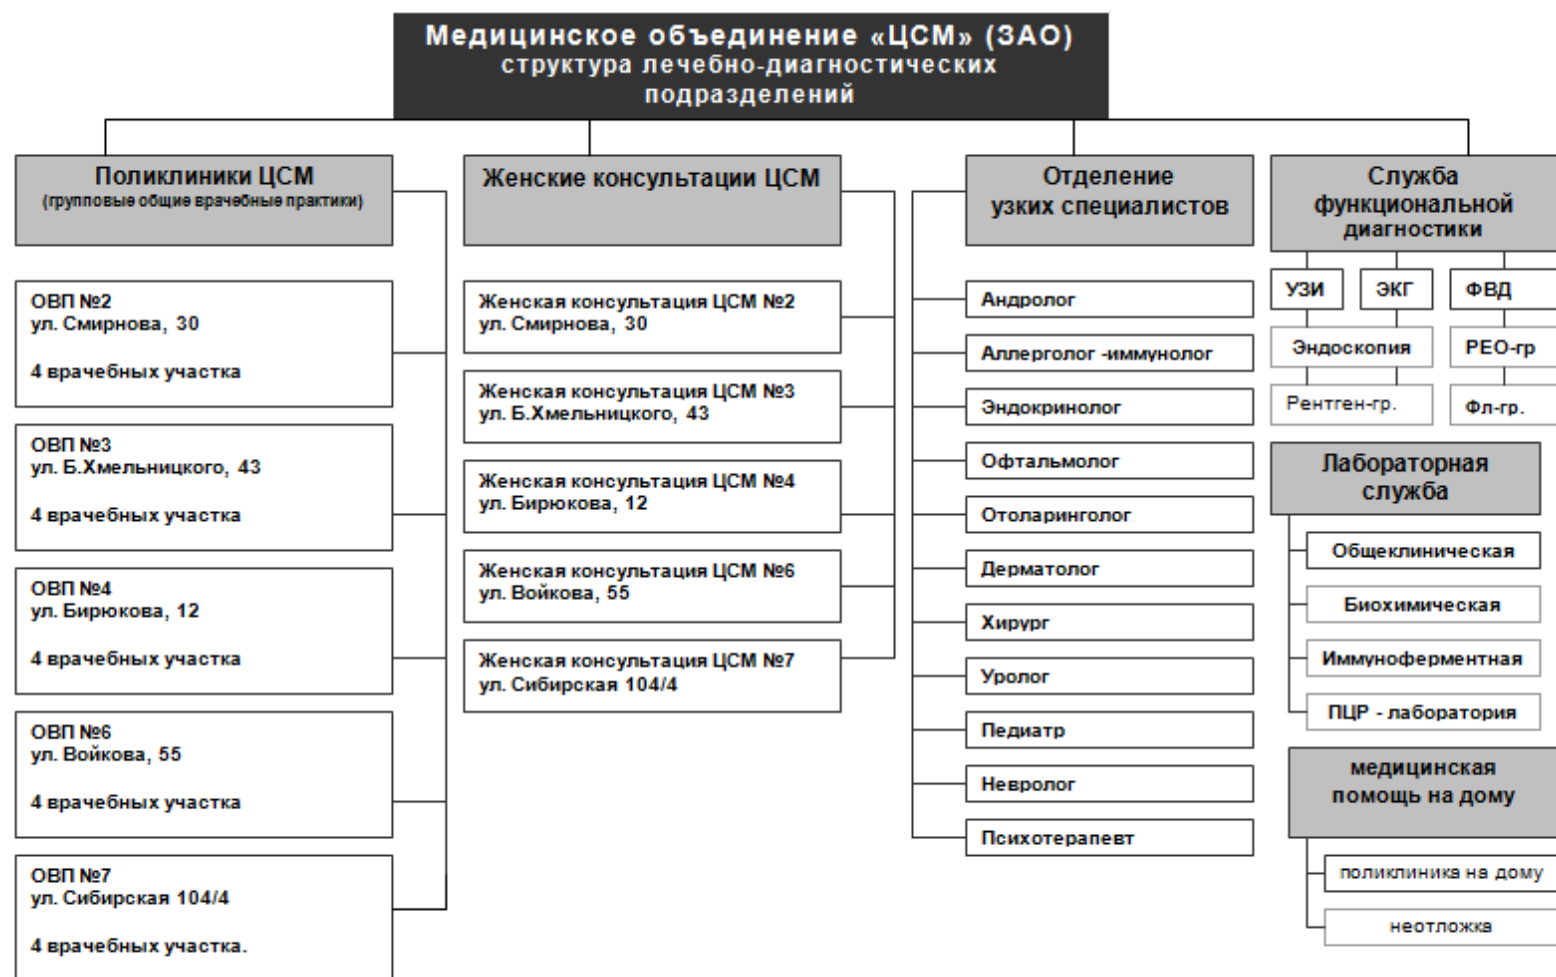 Медицинское объединение «ЦСМ» (ЗАО)
структура лечебно-диагностических
подразделений
Поликлиники ЦСМ
(групповые общие врачебные практики)
ОВП №2
ул. Смирнова, 30
4 врачебных участка
ОВП №3
ул. Б.Хмельницкого, 43
4 врачебных участка
ОВП №4
ул. Бирюкова, 12
4 врачебных участка
ОВП №6
ул. Войкова, 55
4 врачебных участка
ОВП №7
ул. Сибирская 104/4
4 врачебных участка.
Женские консультации ЦСМ
Женская консультация ЦСМ №2
ул. Смирнова, 30
Женская консультация ЦСМ №3
ул. Б.Хмельницкого, 43
Женская консультация ЦСМ №4
ул. Бирюкова, 12
Женская консультация ЦСМ №6
ул. Войкова, 55
Женская консультация ЦСМ №7
ул. Сибирская 104/4
Отделение
узких специалистов
Андролог
Аллерголог -иммунолог
Эндокринолог
Офтальмолог
Отоларинголог
Дерматолог
Хирург
Уролог
Педиатр
Невролог
Психотерапевт
Служба
функциональной
диагностики
УЗИ
ЭКГ
ФВД
Эндоскопия
РЕО-гр
Рентген-гр.
Фл-гр.
Лабораторная
служба
Общеклиническая
Биохимическая
Иммуноферментная
ПЦР - лаборатория
медицинская
помощь на дому
поликлиника на дому
неотложка